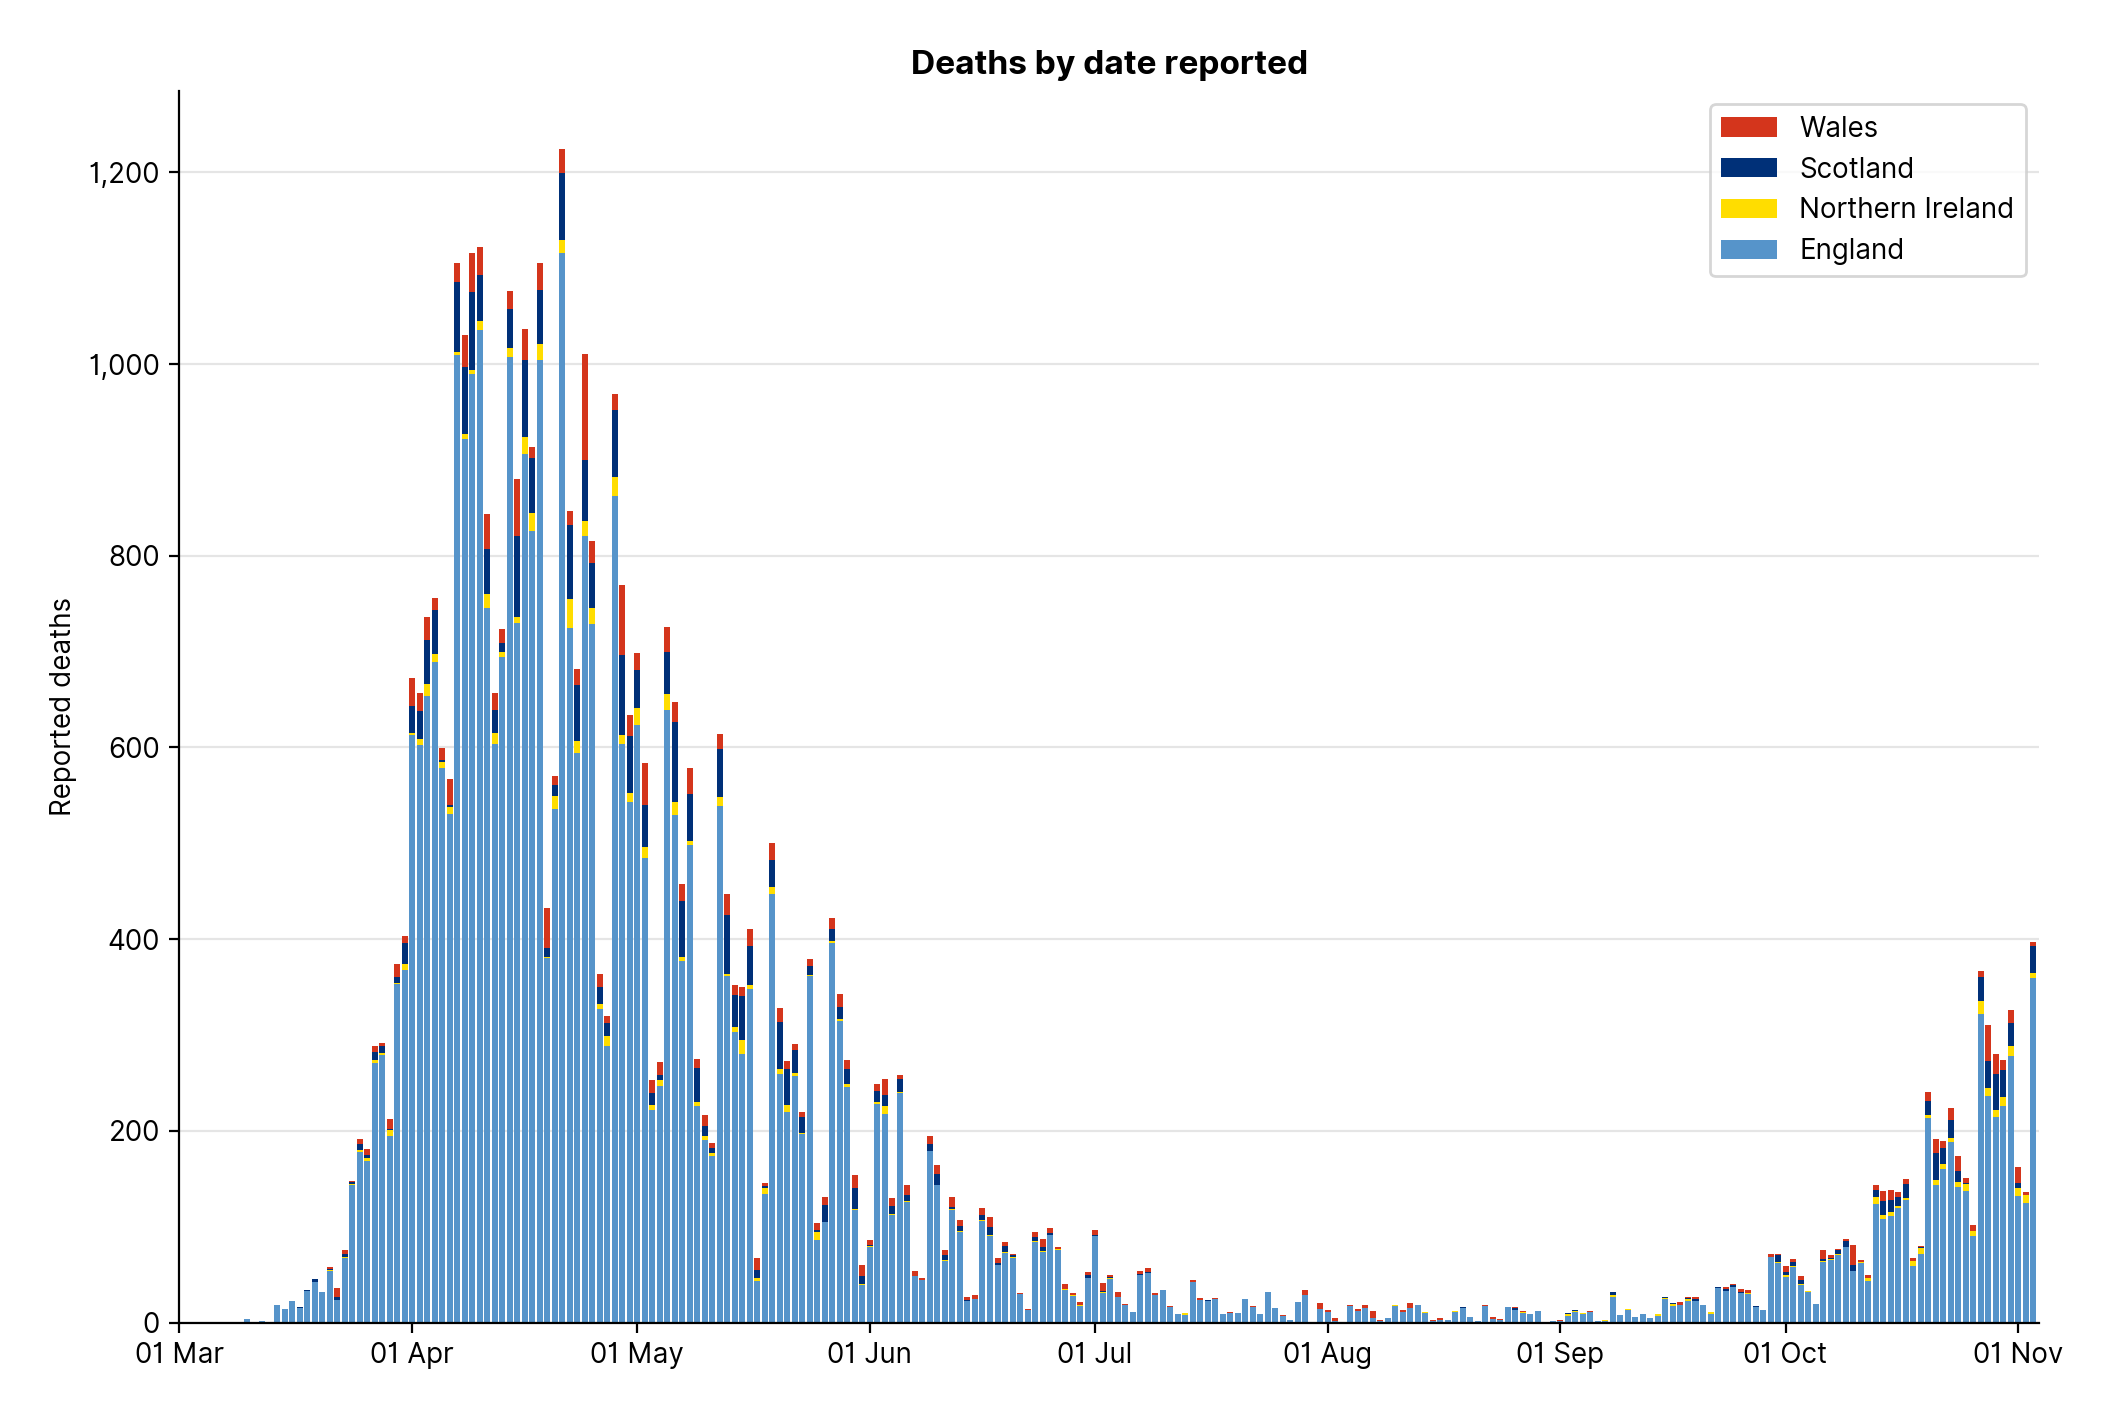 Deaths by date reported
Wales
Scotland
Northern Ireland
England
Reported deaths
1,200
1,000
800
600
400
200
0
01 Mar
01 Apr
01 May
01 Jun
01 Jul
01 Aug
01 Sep
01 Oct
01 Nov